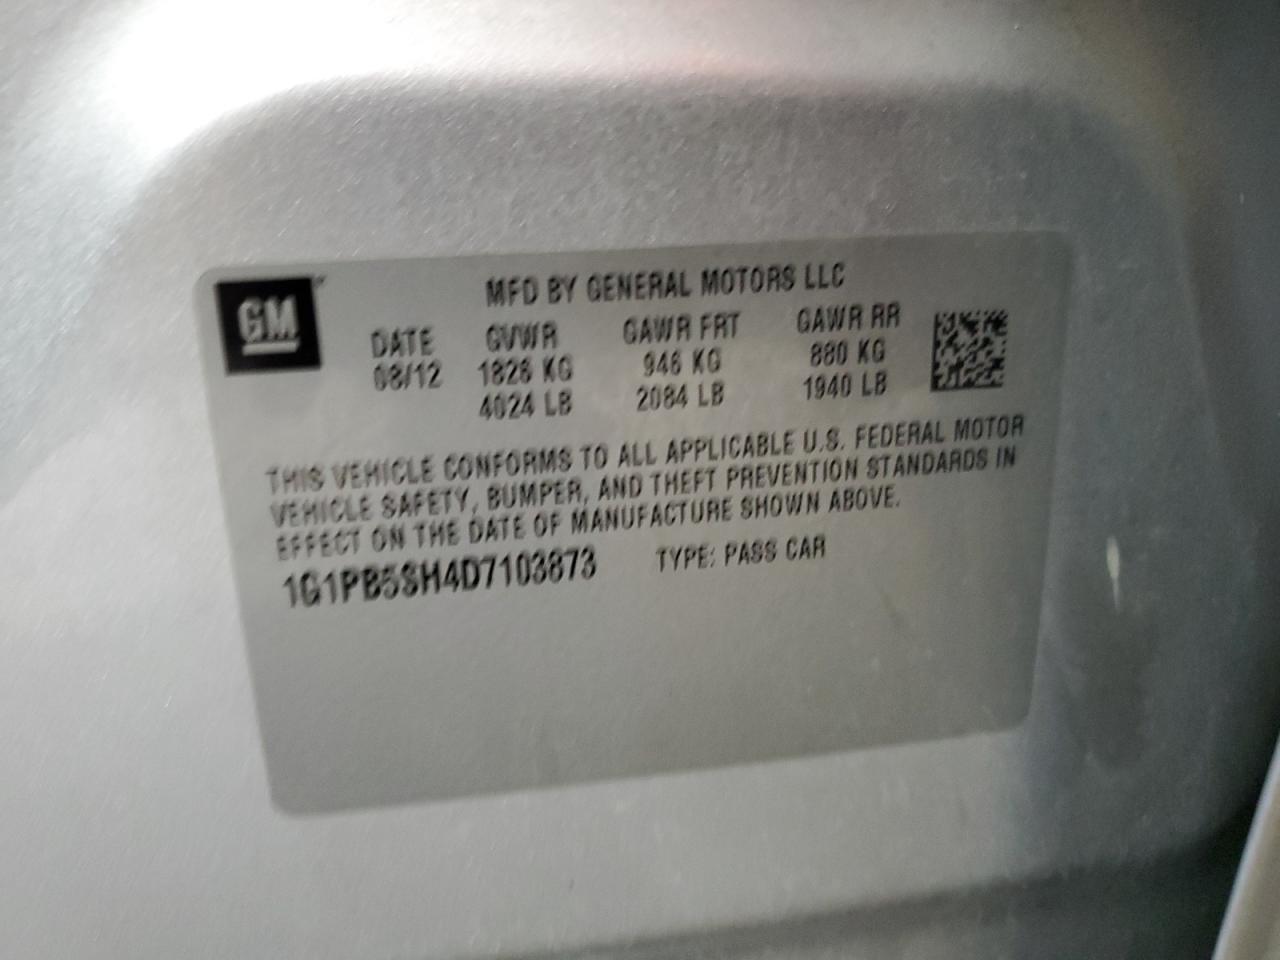 GM
MFD BY GENERAL MOTORS LLC
DATE GVWR GAWR FRT GAWR RR
08/12 1826 KG 946 KG 880 KG
4024 LB 2084 LB 1940 LB
THIS VEHICLE CONFORMS TO ALL APPLICABLE U.S. FEDERAL MOTOR
VEHICLE SAFETY, BUMPER, AND THEFT PREVENTION STANDARDS IN
EFFECT ON THE DATE OF MANUFACTURE SHOWN ABOVE.
1G1PB5SH4D7103873 TYPE: PASS CAR